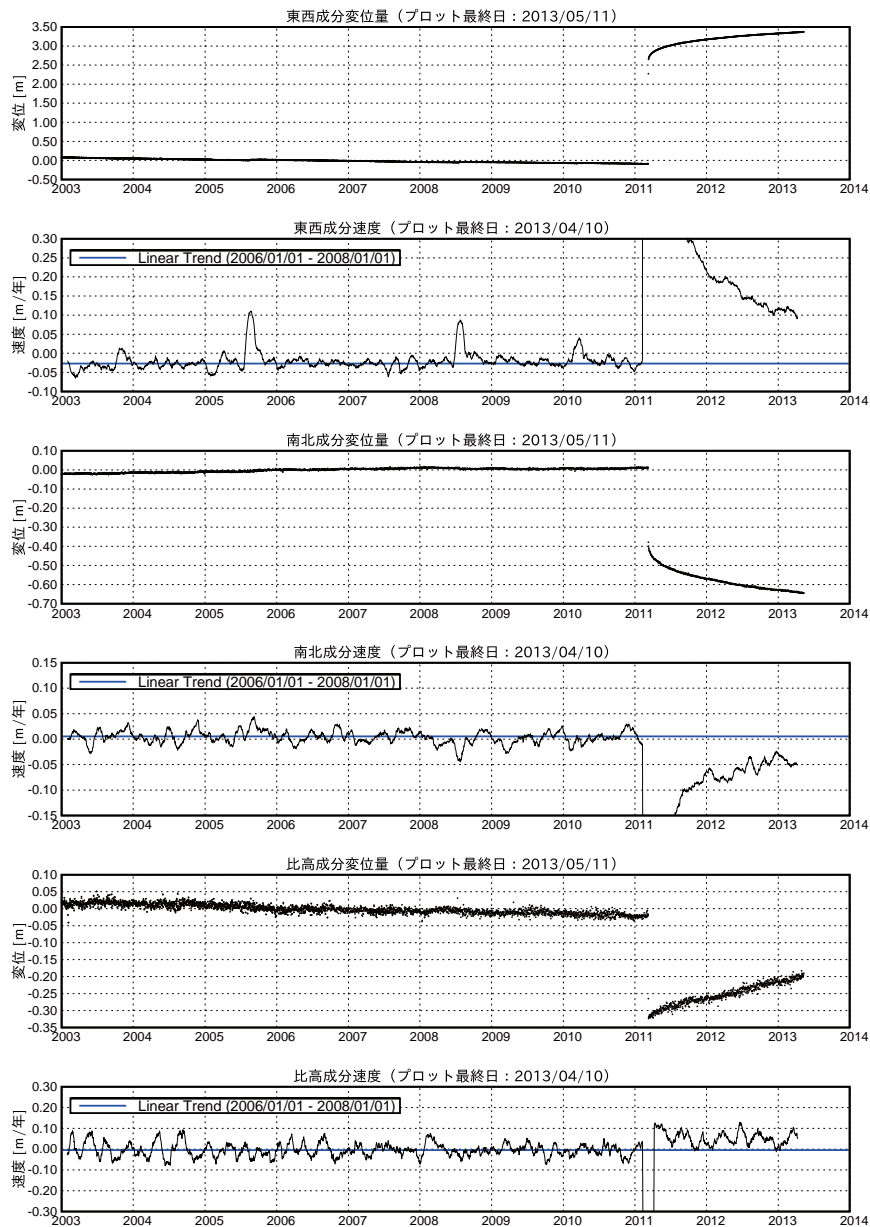 東西成分変位量（プロット最終日：2013/05/11）
変位 [m]
3.50
3.00
2.50
2.00
1.50
1.00
0.50
0.00
-0.50
2003 2004 2005 2006 2007 2008 2009 2010 2011 2012 2013 2014
東西成分速度（プロット最終日：2013/04/10）
速度 [m/年]
Linear Trend (2006/01/01 - 2008/01/01)
0.30
0.25
0.20
0.15
0.10
0.05
0.00
-0.05
-0.10
2003 2004 2005 2006 2007 2008 2009 2010 2011 2012 2013 2014
南北成分変位量（プロット最終日：2013/05/11）
変位 [m]
0.10
0.00
-0.10
-0.20
-0.30
-0.40
-0.50
-0.60
-0.70
2003 2004 2005 2006 2007 2008 2009 2010 2011 2012 2013 2014
南北成分速度（プロット最終日：2013/04/10）
速度 [m/年]
Linear Trend (2006/01/01 - 2008/01/01)
0.15
0.10
0.05
0.00
-0.05
-0.10
-0.15
2003 2004 2005 2006 2007 2008 2009 2010 2011 2012 2013 2014
比高成分変位量（プロット最終日：2013/05/11）
変位 [m]
0.10
0.05
0.00
-0.05
-0.10
-0.15
-0.20
-0.25
-0.30
-0.35
2003 2004 2005 2006 2007 2008 2009 2010 2011 2012 2013 2014
比高成分速度（プロット最終日：2013/04/10）
速度 [m/年]
Linear Trend (2006/01/01 - 2008/01/01)
0.30
0.20
0.10
0.00
-0.10
-0.20
-0.30
2003 2004 2005 2006 2007 2008 2009 2010 2011 2012 2013 2014